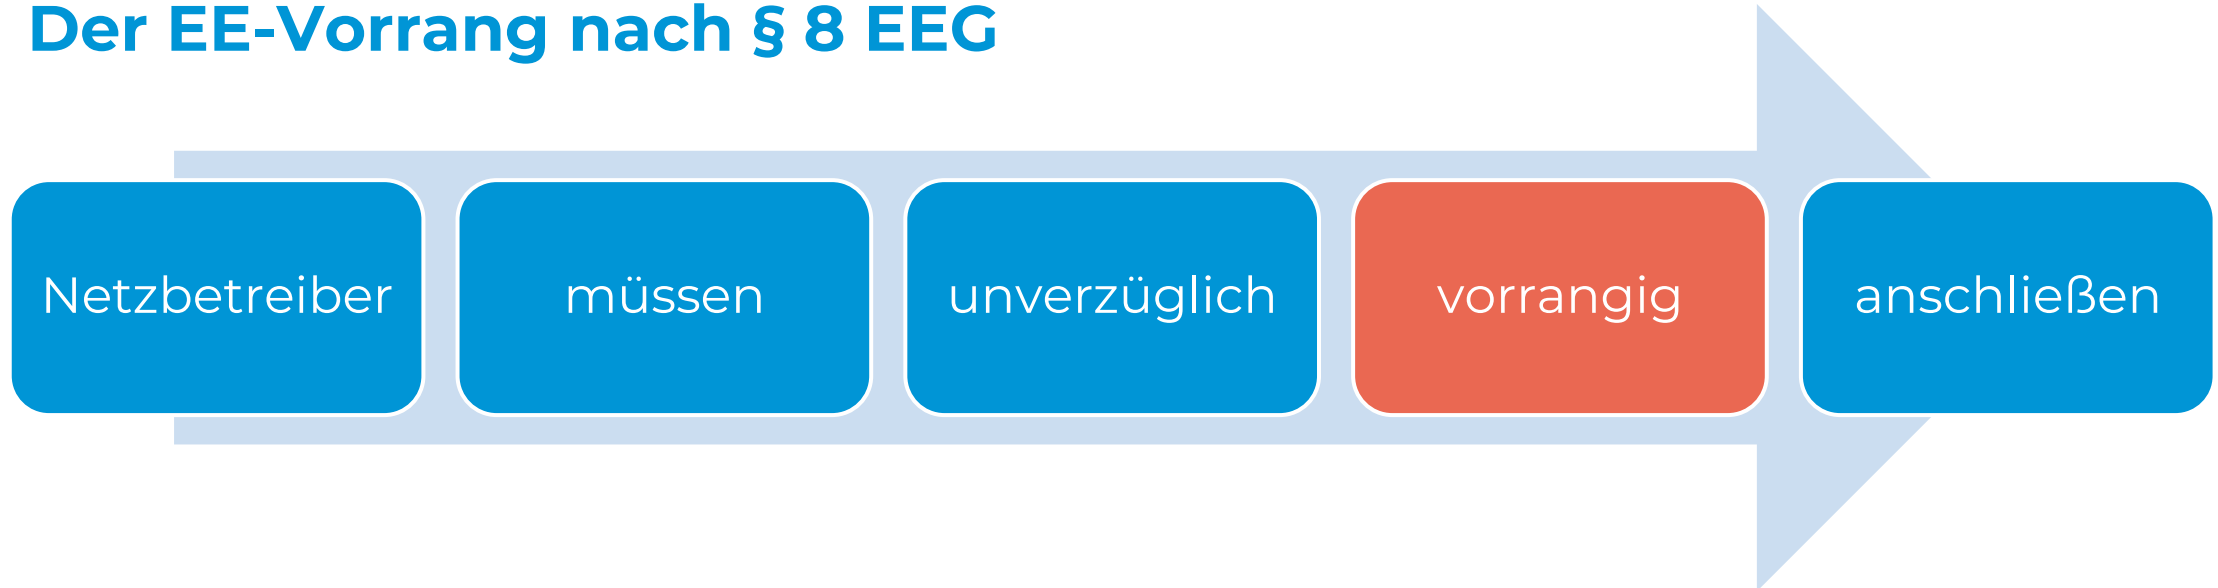 Der EE-Vorrang nach § 8 EEG
Netzbetreiber
müssen
unverzüglich
vorrangig
anschließen